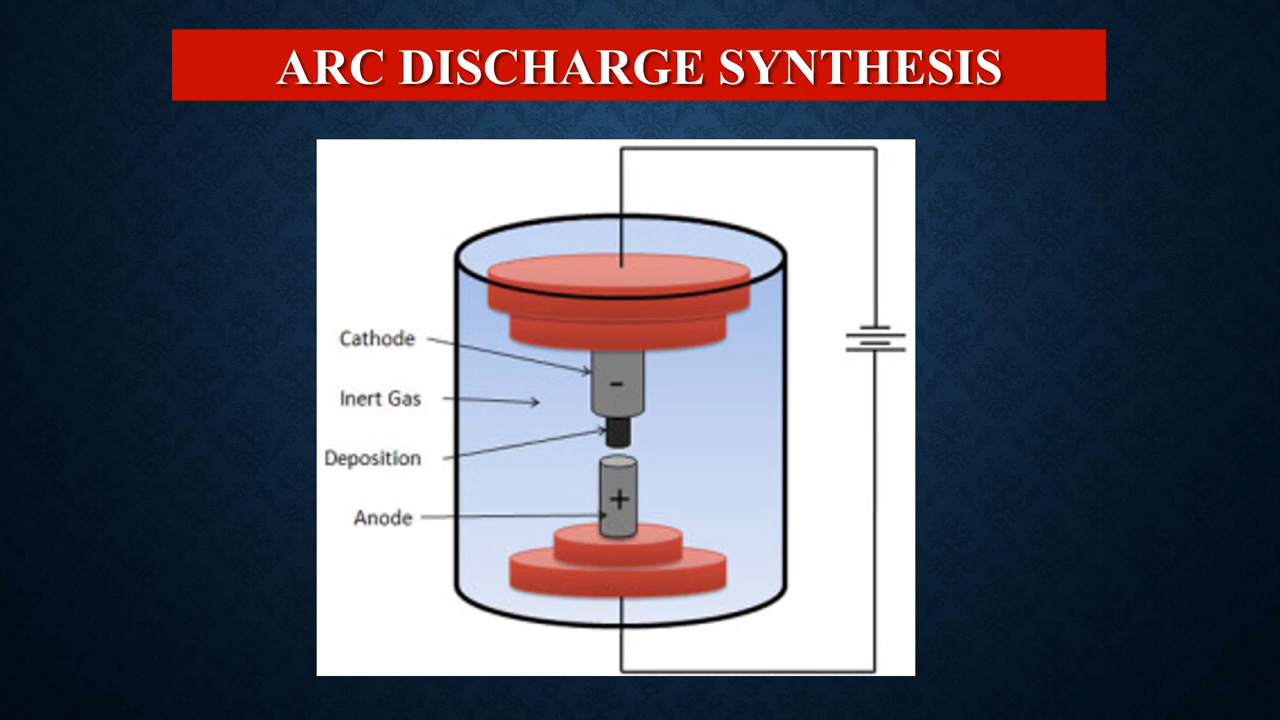 ARC DISCHARGE SYNTHESIS
Cathode
-
Inert Gas
Deposition
+
Anode